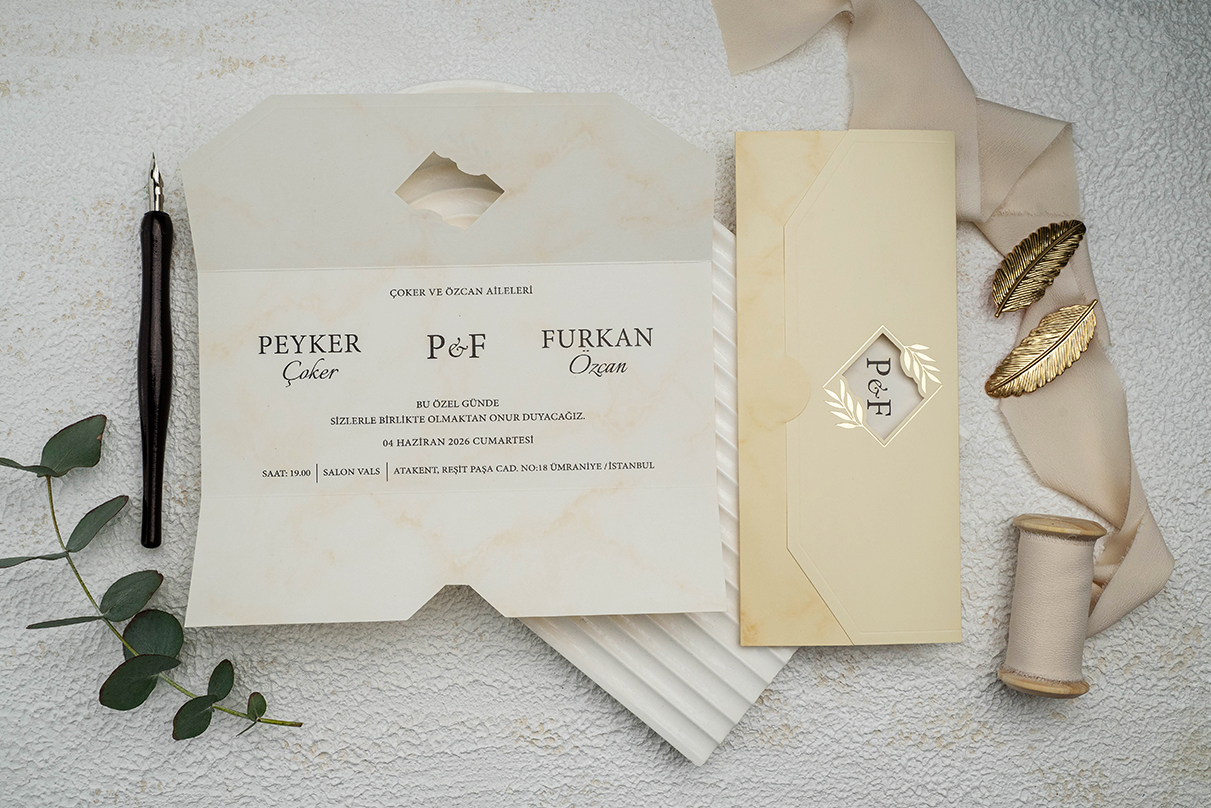 ÇOKER VE ÖZCAN AİLELERİ
PEYKER
Çoker
P&F
FURKAN
Özcan
BU ÖZEL GÜNDE
SİZLERLE BİRLİKTE OLMAKTAN ONUR DUYACAĞIZ.
04 HAZİRAN 2026 CUMARTESİ
SAAT: 19.00 | SALON VALS | ATAKENT, REŞİT PAŞA CAD. NO:18 ÜMRANİYE / İSTANBUL
P&F